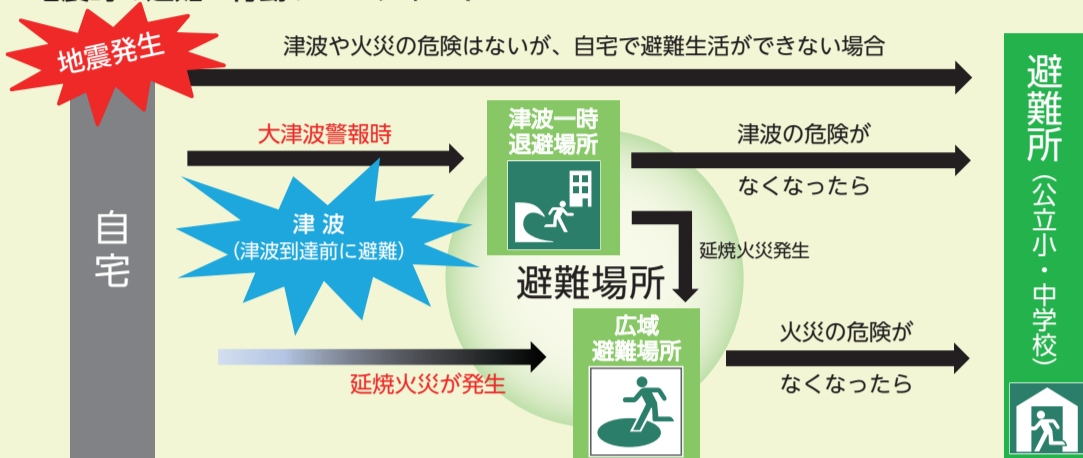 地震発生
津波や火災の危険はないが、自宅で避難生活ができない場合
自宅
大津波警報時
津波一時
退避場所
津波の危険が
なくなったら
津 波
(津波到達前に避難)
延焼火災発生
避難場所
広域
避難場所
延焼火災が発生
火災の危険が
なくなったら
避難所(公立小・中学校)